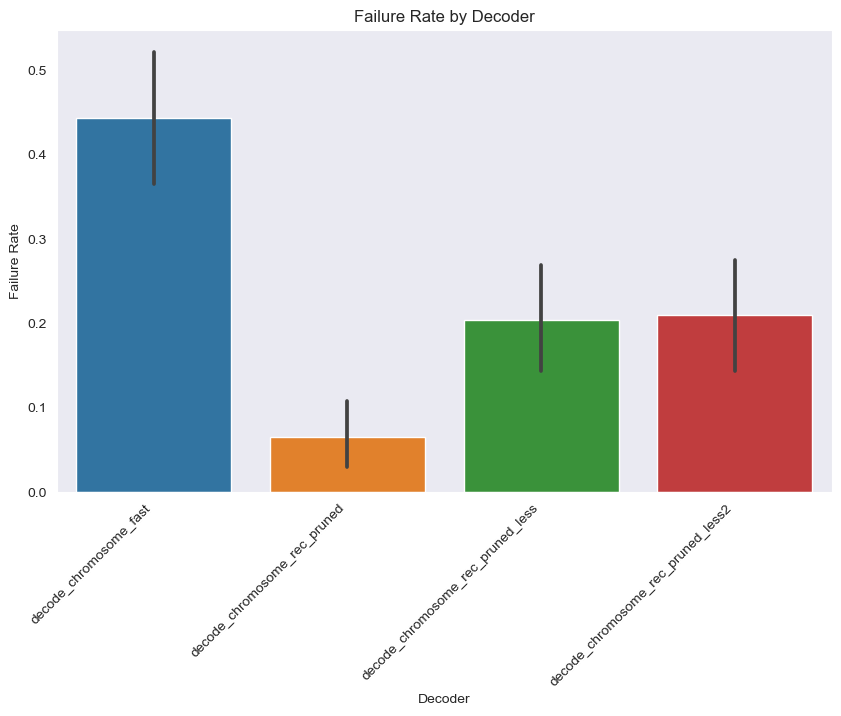 Failure Rate by Decoder
Failure Rate
0.5
0.4
0.3
0.2
0.1
0.0
decode_chromosome_fast
decode_chromosome_rec_pruned
decode_chromosome_rec_pruned_less
decode_chromosome_rec_pruned_less2
Decoder